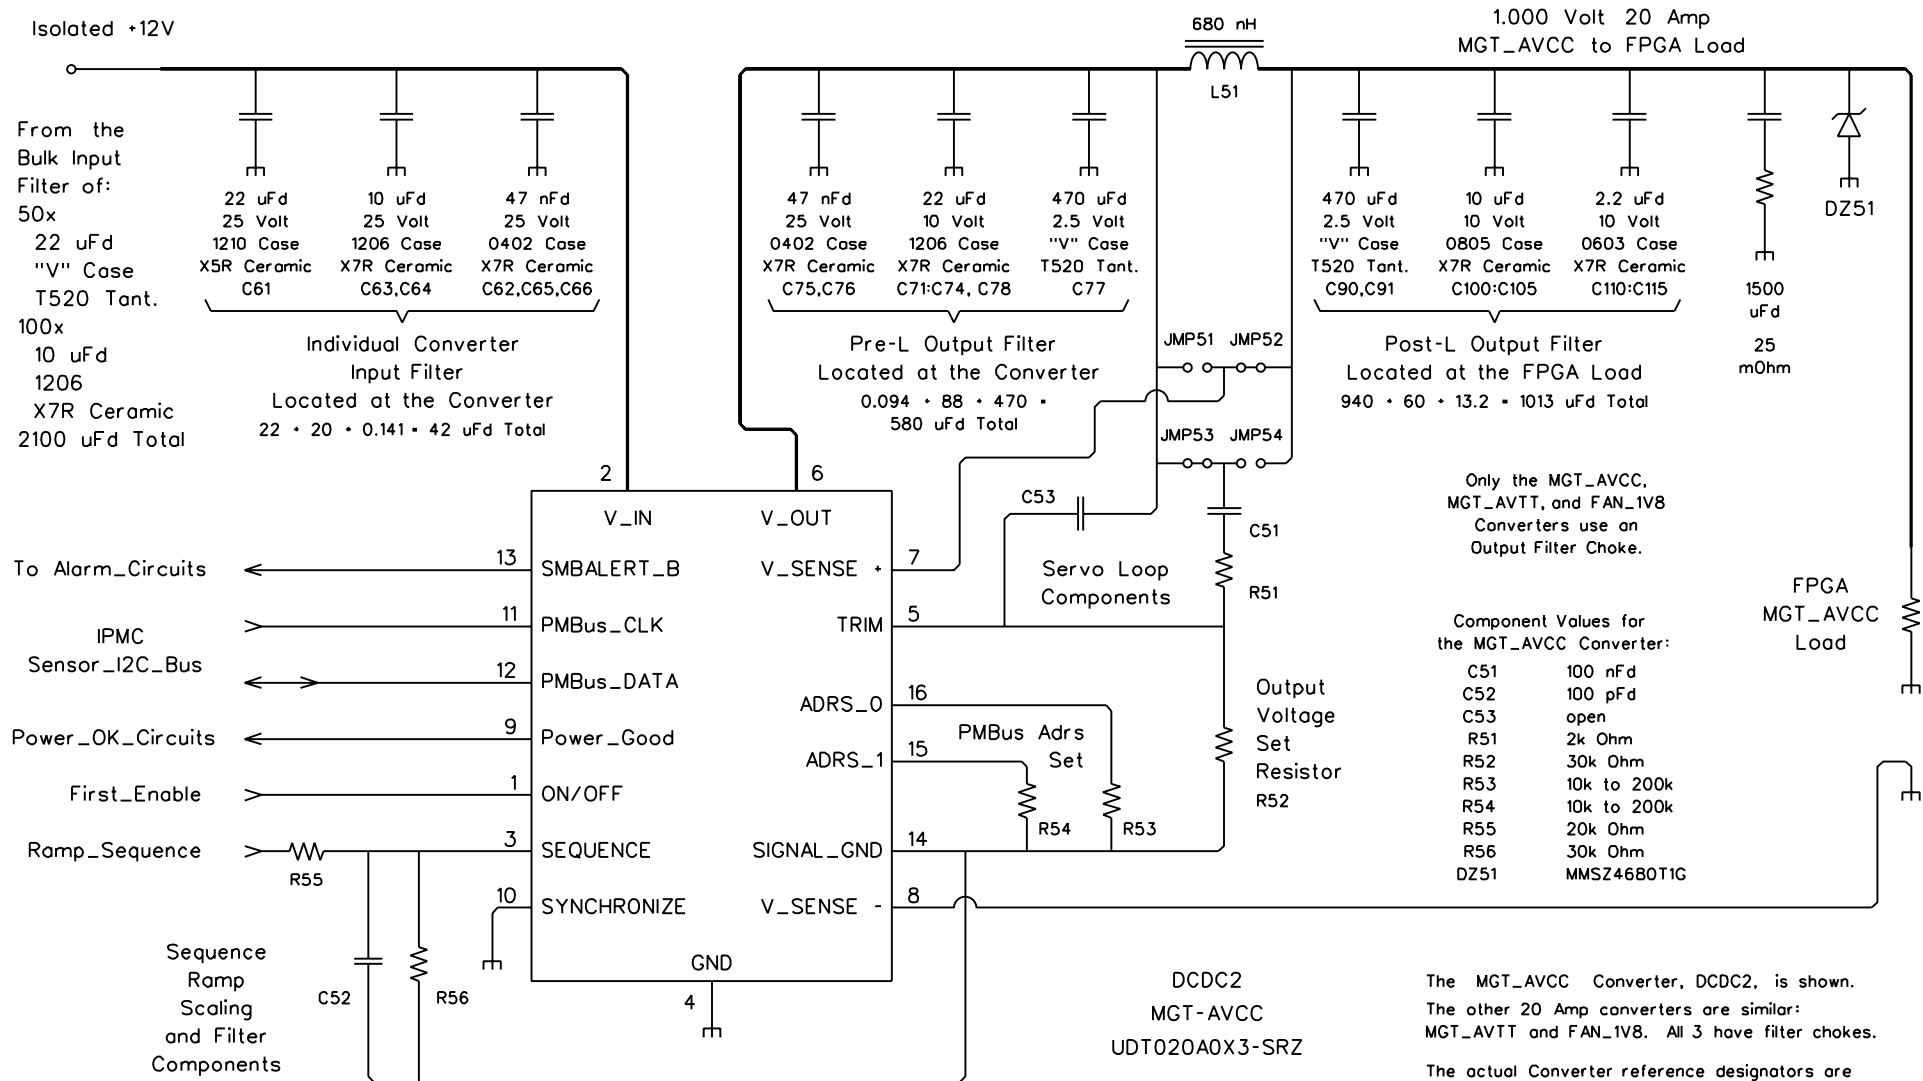 Isolated +12V
680 nH
1.000 Volt 20 Amp
MGT_AVCC to FPGA Load
L51
From the
Bulk Input
Filter of:
50x
22 uFd
"V" Case
T520 Tant.
100x
10 uFd
1206
X7R Ceramic
2100 uFd Total
22 uFd
25 Volt
1210 Case
X5R Ceramic
C61
10 uFd
25 Volt
1206 Case
X7R Ceramic
C63,C64
47 nFd
25 Volt
0402 Case
X7R Ceramic
C62,C65,C66
Individual Converter
Input Filter
Located at the Converter
22 + 20 + 0.141 = 42 uFd Total
47 nFd
25 Volt
0402 Case
X7R Ceramic
C75,C76
22 uFd
10 Volt
1206 Case
X7R Ceramic
C71:C74, C78
470 uFd
2.5 Volt
"V" Case
T520 Tant.
C77
Pre-L Output Filter
Located at the Converter
0.094 + 88 + 470 =
580 uFd Total
JMP51 JMP52
JMP53 JMP54
470 uFd
2.5 Volt
"V" Case
T520 Tant.
C90,C91
10 uFd
10 Volt
0805 Case
X7R Ceramic
C100:C105
2.2 uFd
10 Volt
0603 Case
X7R Ceramic
C110:C115
Post-L Output Filter
Located at the FPGA Load
940 + 60 + 13.2 = 1013 uFd Total
1500
uFd
25
mOhm
DZ51
2
6
V_IN
V_OUT
C53
C51
R51
Servo Loop
Components
Only the MGT_AVCC,
MGT_AVTT, and FAN_1V8
Converters use an
Output Filter Choke.
To Alarm_Circuits
13
SMBALERT_B
V_SENSE +
7
IPMC
Sensor_I2C_Bus
11
PMBus_CLK
TRIM
5
12
PMBus_DATA
ADRS_0
16
Power_OK_Circuits
9
Power_Good
ADRS_1
15
PMBus Adrs
Set
First_Enable
1
ON/OFF
R54
R53
Output
Voltage
Set
Resistor
R52
Ramp_Sequence
R55
3
SEQUENCE
SIGNAL_GND
14
10
SYNCHRONIZE
V_SENSE -
8
GND
4
FPGA
MGT_AVCC
Load
Component Values for
the MGT_AVCC Converter:
C51 100 nFd
C52 100 pFd
C53 open
R51 2k Ohm
R52 30k Ohm
R53 10k to 200k
R54 10k to 200k
R55 20k Ohm
R56 30k Ohm
DZ51 MMSZ4680T1G
Sequence
Ramp
Scaling
and Filter
Components
C52
R56
DCDC2
MGT-AVCC
UDT020A0X3-SRZ
The MGT_AVCC Converter, DCDC2, is shown.
The other 20 Amp converters are similar:
MGT_AVTT and FAN_1V8. All 3 have filter chokes.
The actual Converter reference designators are